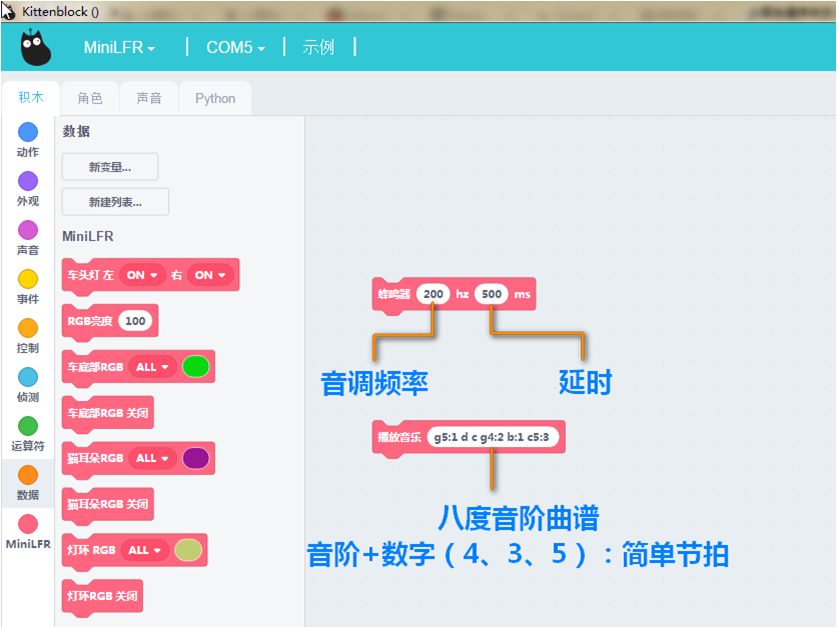 Kittenblock ()
MiniLFR COM5 示例
积木 角色 声音 Python
动作
外观
声音
事件
控制
侦测
运算符
数据
MiniLFR
数据
新变量...
新建列表...
MiniLFR
车头灯 左 ON 右 ON
RGB亮度 100
车底部RGB ALL
车底部RGB 关闭
猫耳朵RGB ALL
猫耳朵RGB 关闭
灯环 RGB ALL
灯环RGB 关闭
蜂鸣器 200 hz 500 ms
音调频率
延时
播放音乐 g5:1 d c g4:2 b:1 c5:3
八度音阶曲谱
音阶+数字（4、3、5）：简单节拍